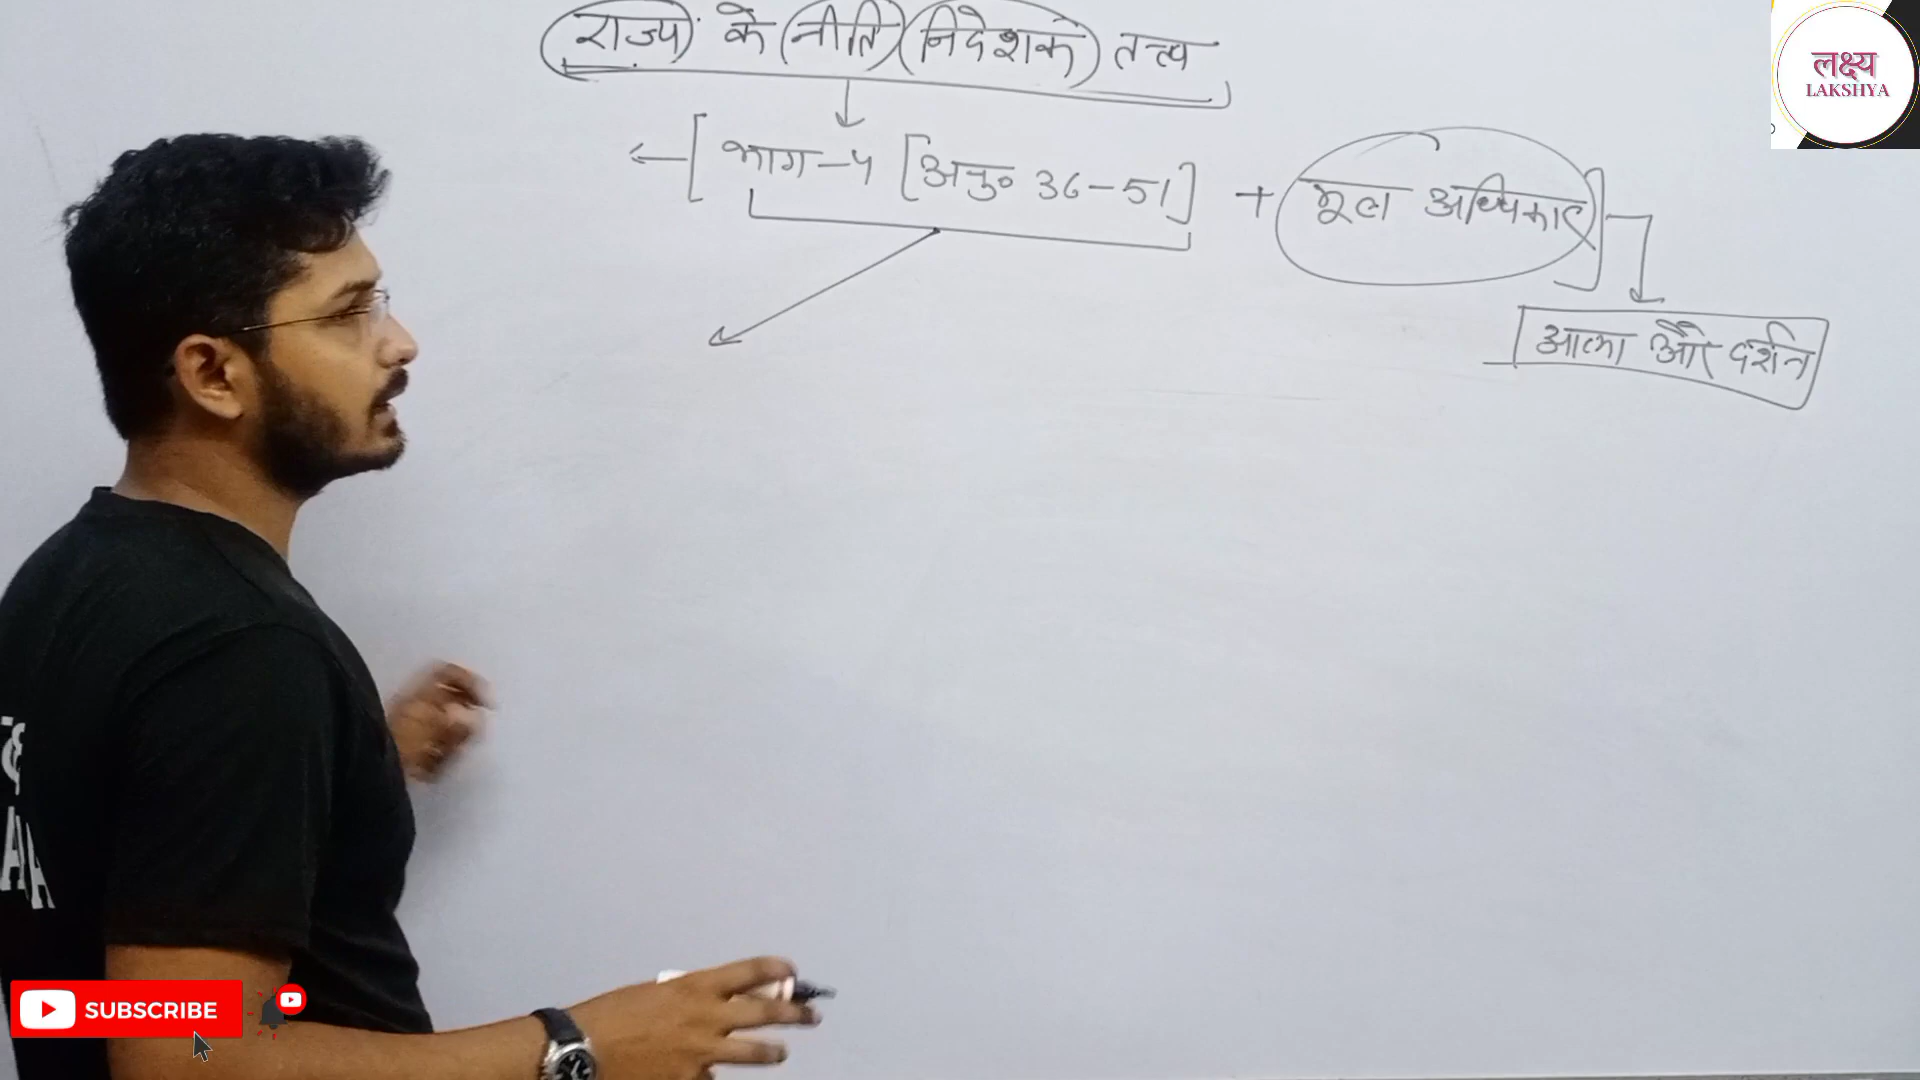 राज्य के नीति निदेशक तत्त्व
लक्ष्य
LAKSHYA
भाग-4 [अनु० 36-51] + मूल अधिकार
आत्मा और दर्शन
SUBSCRIBE